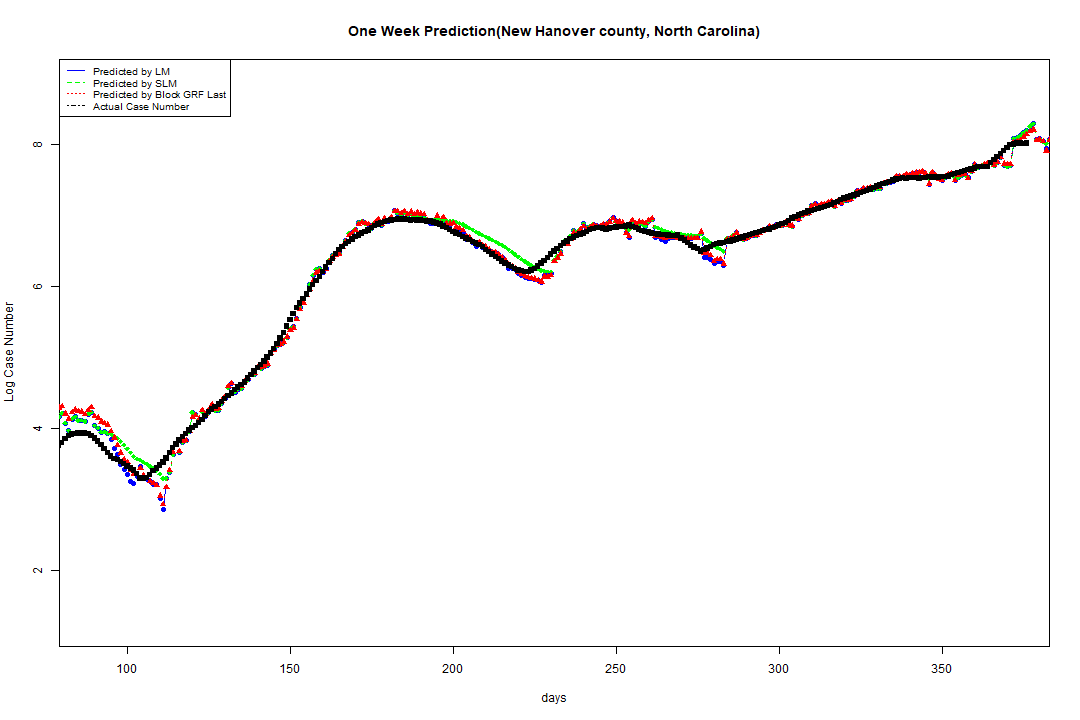 One Week Prediction(New Hanover county, North Carolina)
Predicted by LM
Predicted by SLM
Predicted by Block GRF Last
Actual Case Number
Log Case Number
8
6
4
2
100 150 200 250 300 350
days